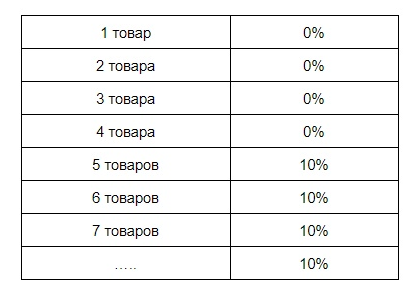 1 товар 0%
2 товара 0%
3 товара 0%
4 товара 0%
5 товаров 10%
6 товаров 10%
7 товаров 10%
….. 10%